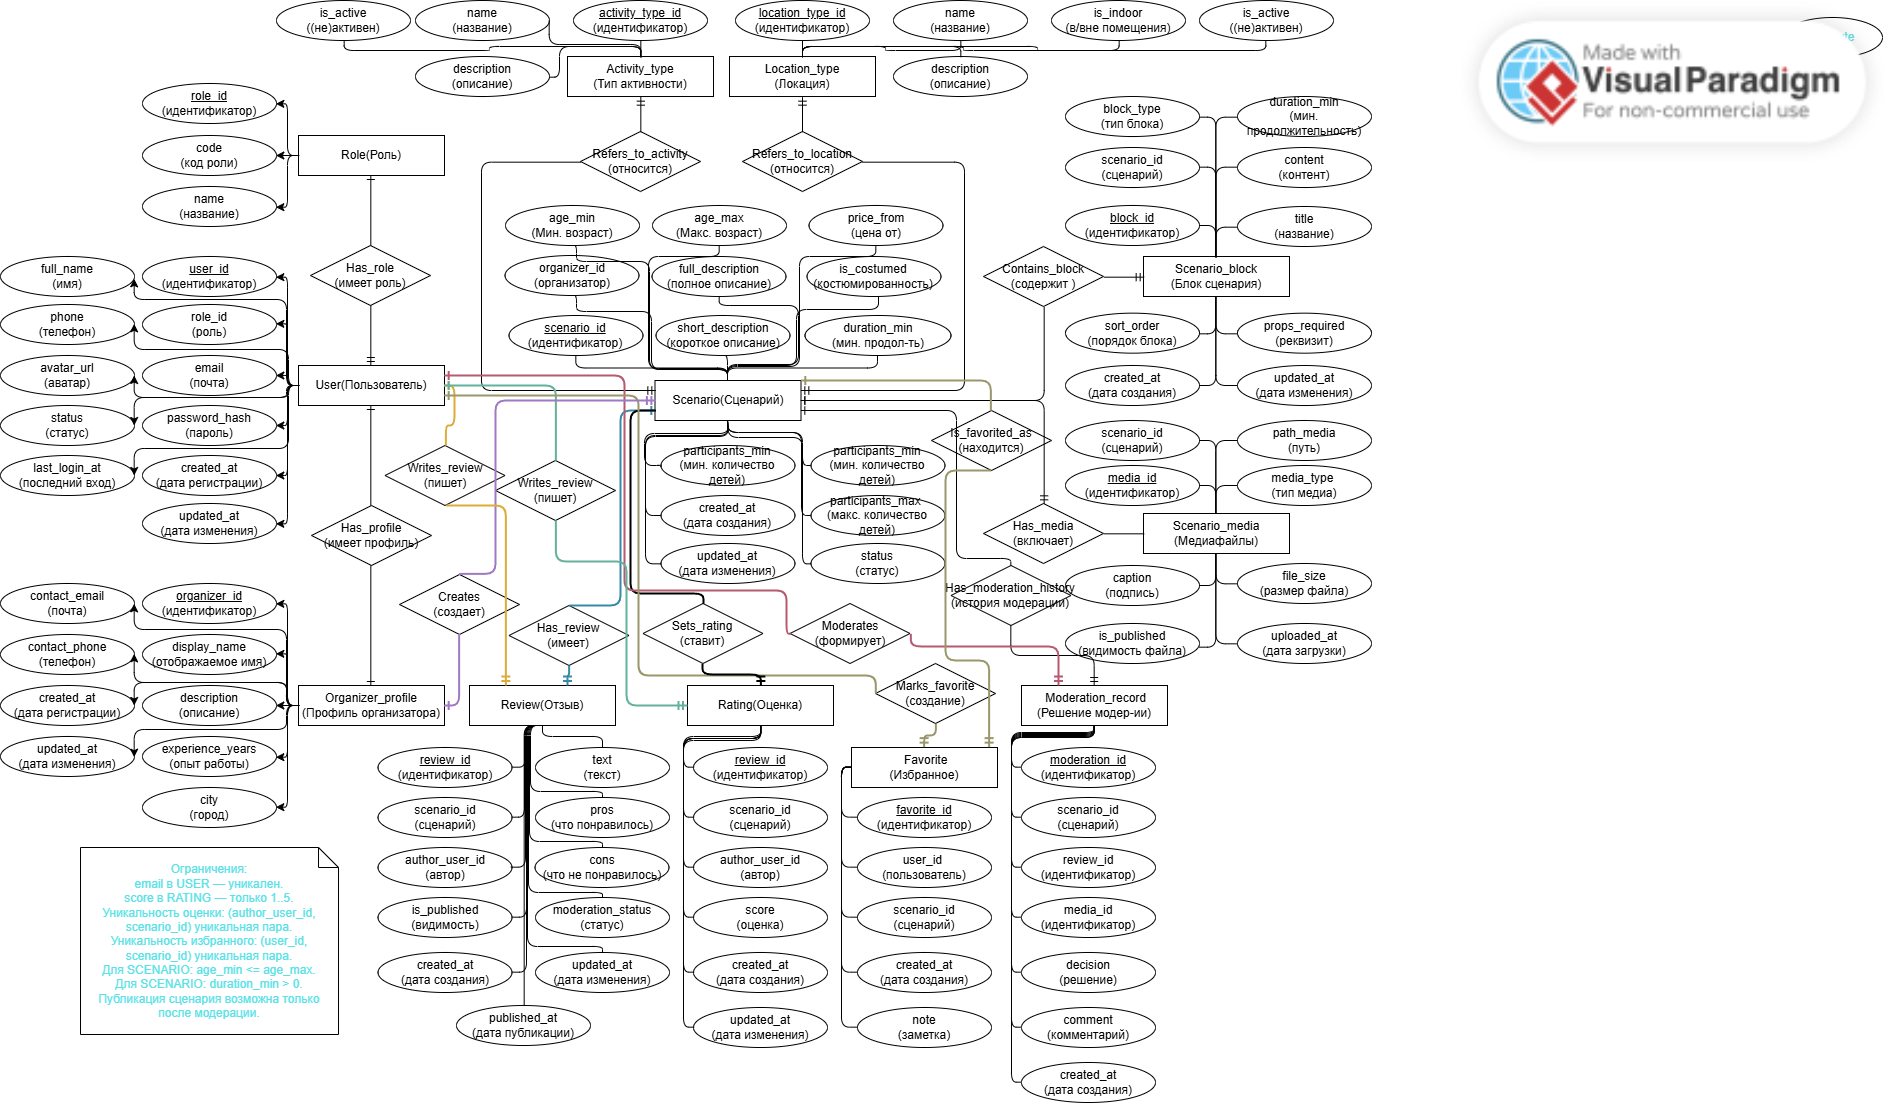 is_active
((не)активен)
name
(название)
activity_type_id
(идентификатор)
location_type_id
(идентификатор)
name
(название)
is_indoor
(в/вне помещения)
is_active
((не)активен)
description
(описание)
Activity_type
(Тип активности)
Location_type
(Локация)
description
(описание)
Made with
VisualParadigm
For non-commercial use
role_id
(идентификатор)
code
(код роли)
name
(название)
Role(Роль)
Refers_to_activity
(относится)
Refers_to_location
(относится)
block_type
(тип блока)
duration_min
(мин.
продолжительность)
scenario_id
(сценарий)
content
(контент)
block_id
(идентификатор)
title
(название)
age_min
(Мин. возраст)
age_max
(Макс. возраст)
price_from
(цена от)
organizer_id
(организатор)
full_description
(полное описание)
is_costumed
(костюмированность)
scenario_id
(идентификатор)
short_description
(короткое описание)
duration_min
(мин. продол-ть)
Has_role
(имеет роль)
Contains_block
(содержит )
Scenario_block
(Блок сценария)
full_name
(имя)
user_id
(идентификатор)
phone
(телефон)
role_id
(роль)
avatar_url
(аватар)
email
(почта)
status
(статус)
password_hash
(пароль)
last_login_at
(последний вход)
created_at
(дата регистрации)
updated_at
(дата изменения)
User(Пользователь)
Scenario(Сценарий)
sort_order
(порядок блока)
props_required
(реквизит)
created_at
(дата создания)
updated_at
(дата изменения)
Writes_review
(пишет)
Writes_review
(пишет)
participants_min
(мин. количество
детей)
participants_min
(мин. количество
детей)
created_at
(дата создания)
participants_max
(макс. количество
детей)
updated_at
(дата изменения)
status
(статус)
Is_favorited_as
(находится)
scenario_id
(сценарий)
path_media
(путь)
media_id
(идентификатор)
media_type
(тип медиа)
Has_media
(включает)
Scenario_media
(Медиафайлы)
Has_profile
(имеет профиль)
caption
(подпись)
file_size
(размер файла)
is_published
(видимость файла)
uploaded_at
(дата загрузки)
Has_moderation_history
(история модерации)
Creates
(создает)
Has_review
(имеет)
Sets_rating
(ставит)
Moderates
(формирует)
Marks_favorite
(создание)
contact_email
(почта)
organizer_id
(идентификатор)
contact_phone
(телефон)
display_name
(отображаемое имя)
created_at
(дата регистрации)
description
(описание)
updated_at
(дата изменения)
experience_years
(опыт работы)
city
(город)
Organizer_profile
(Профиль организатора)
Review(Отзыв)
Rating(Оценка)
Moderation_record
(Решение модер-ии)
Favorite
(Избранное)
review_id
(идентификатор)
text
(текст)
scenario_id
(сценарий)
pros
(что понравилось)
author_user_id
(автор)
cons
(что не понравилось)
is_published
(видимость)
moderation_status
(статус)
created_at
(дата создания)
updated_at
(дата изменения)
published_at
(дата публикации)
review_id
(идентификатор)
scenario_id
(сценарий)
author_user_id
(автор)
score
(оценка)
created_at
(дата создания)
updated_at
(дата изменения)
favorite_id
(идентификатор)
user_id
(пользователь)
scenario_id
(сценарий)
created_at
(дата создания)
note
(заметка)
moderation_id
(идентификатор)
scenario_id
(сценарий)
review_id
(идентификатор)
media_id
(идентификатор)
decision
(решение)
comment
(комментарий)
created_at
(дата создания)
Ограничения:
email в USER — уникален.
score в RATING — только 1..5.
Уникальность оценки: (author_user_id,
scenario_id) уникальная пара.
Уникальность избранного: (user_id,
scenario_id) уникальная пара.
Для SCENARIO: age_min <= age_max.
Для SCENARIO: duration_min > 0.
Публикация сценария возможна только
после модерации.